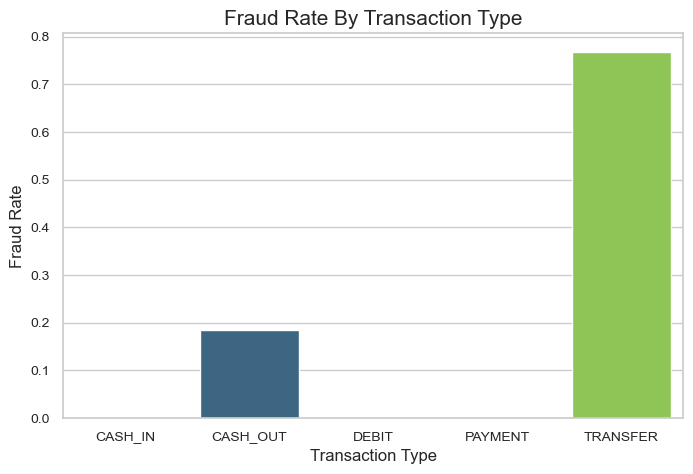 Fraud Rate By Transaction Type
Fraud Rate
0.8
0.7
0.6
0.5
0.4
0.3
0.2
0.1
0.0
CASH_IN CASH_OUT DEBIT PAYMENT TRANSFER
Transaction Type